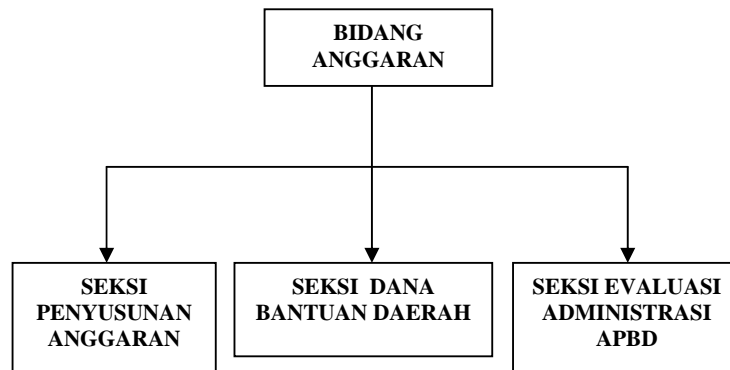 BIDANG
ANGGARAN
SEKSI
PENYUSUNAN
ANGGARAN
SEKSI DANA
BANTUAN DAERAH
SEKSI EVALUASI
ADMINISTRASI
APBD